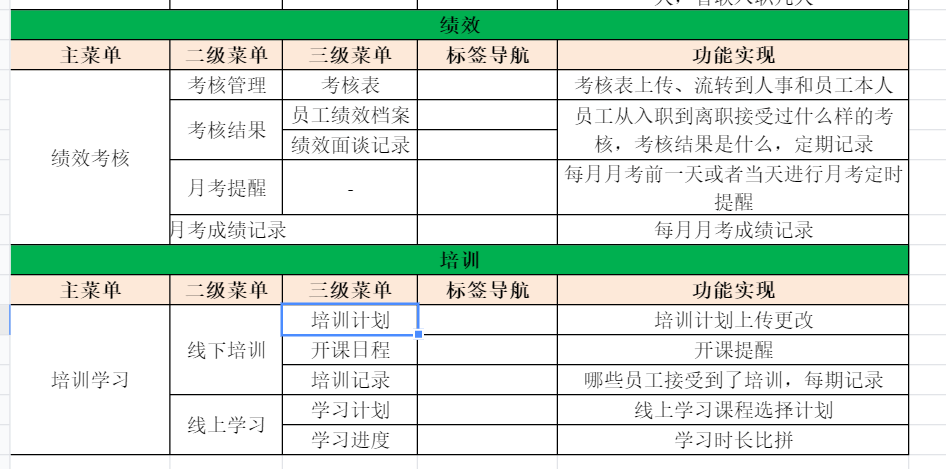 绩效
主菜单 二级菜单 三级菜单 标签导航 功能实现
绩效考核
考核管理 考核表 考核表上传、流转到人事和员工本人
考核结果
员工绩效档案
绩效面谈记录
员工从入职到离职接受过什么样的考
核，考核结果是什么，定期记录
月考提醒 -
每月月考前一天或者当天进行月考定时
提醒
月考成绩记录 每月月考成绩记录
培训
主菜单 二级菜单 三级菜单 标签导航 功能实现
培训学习
线下培训
培训计划 培训计划上传更改
开课日程 开课提醒
培训记录 哪些员工接受到了培训，每期记录
线上学习
学习计划 线上学习课程选择计划
学习进度 学习时长比拼